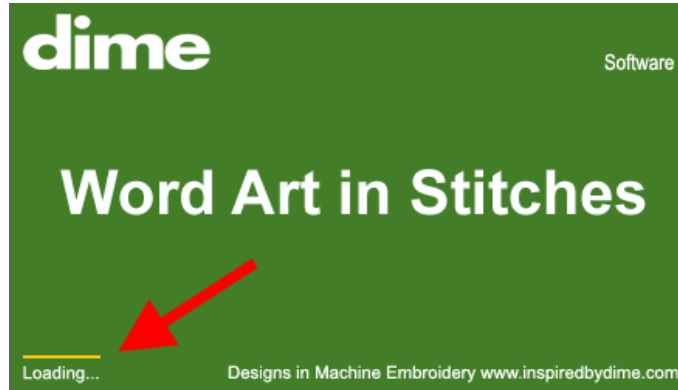 dime
Software
Word Art in Stitches
Loading...
Designs in Machine Embroidery www.inspiredbydime.com